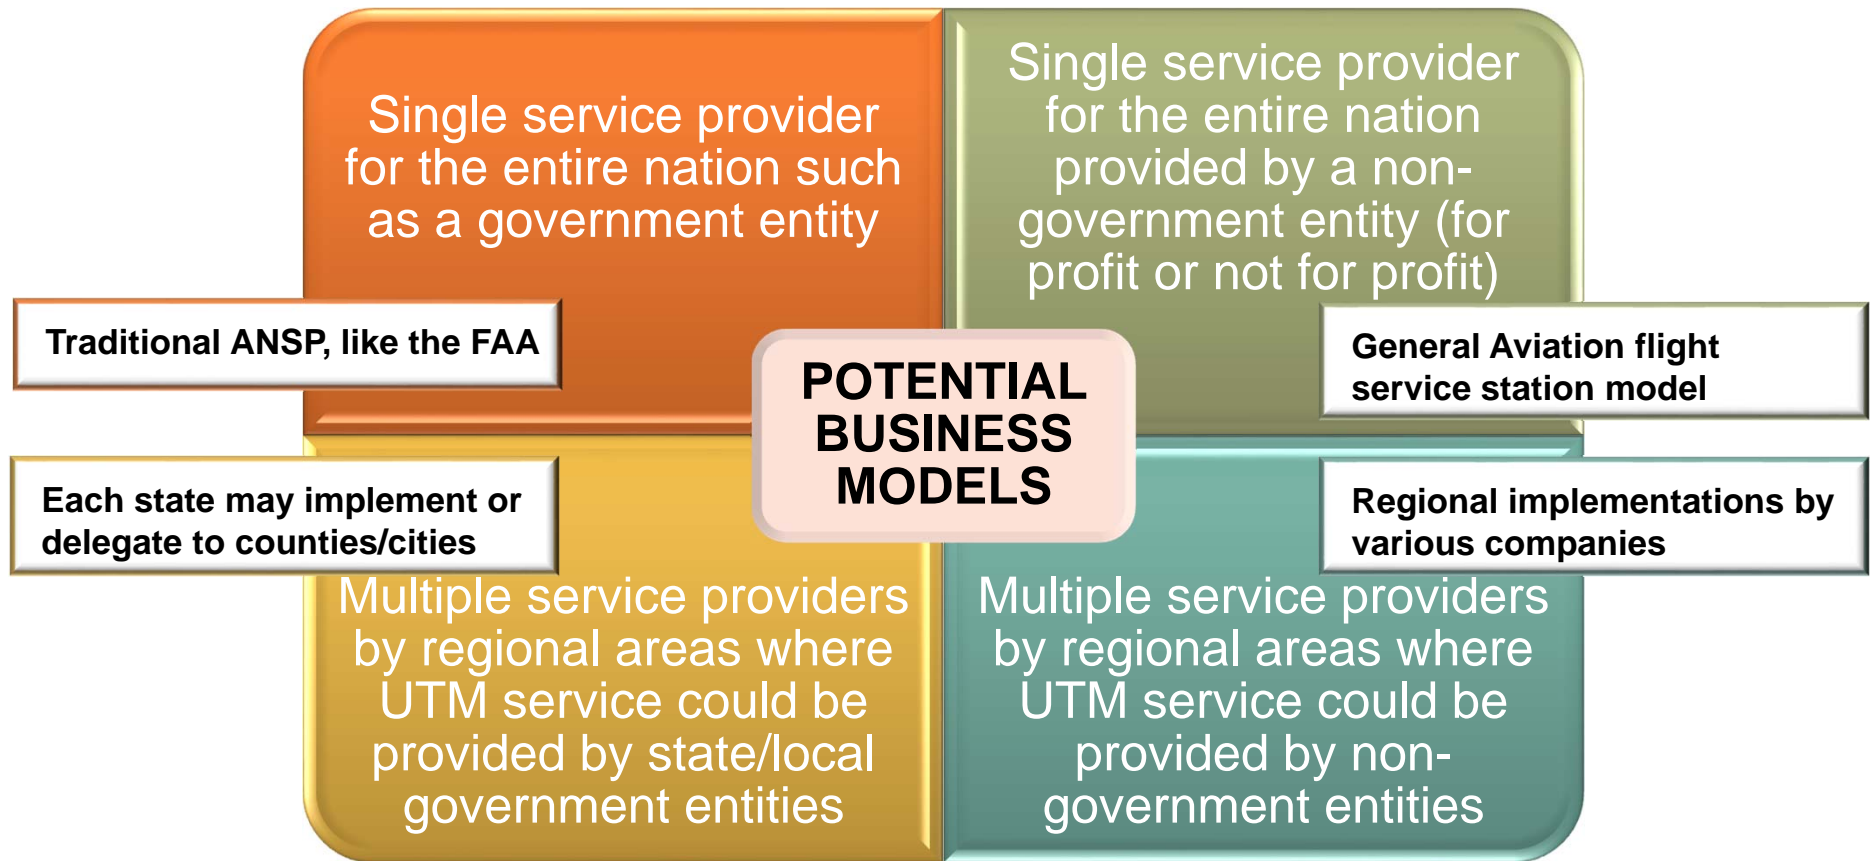 Single service provider
for the entire nation such
as a government entity
Traditional ANSP, like the FAA
Single service provider
for the entire nation
provided by a non-
government entity (for
profit or not for profit)
General Aviation flight
service station model
POTENTIAL
BUSINESS
MODELS
Each state may implement or
delegate to counties/cities
Multiple service providers
by regional areas where
UTM service could be
provided by state/local
government entities
Regional implementations by
various companies
Multiple service providers
by regional areas where
UTM service could be
provided by non-
government entities